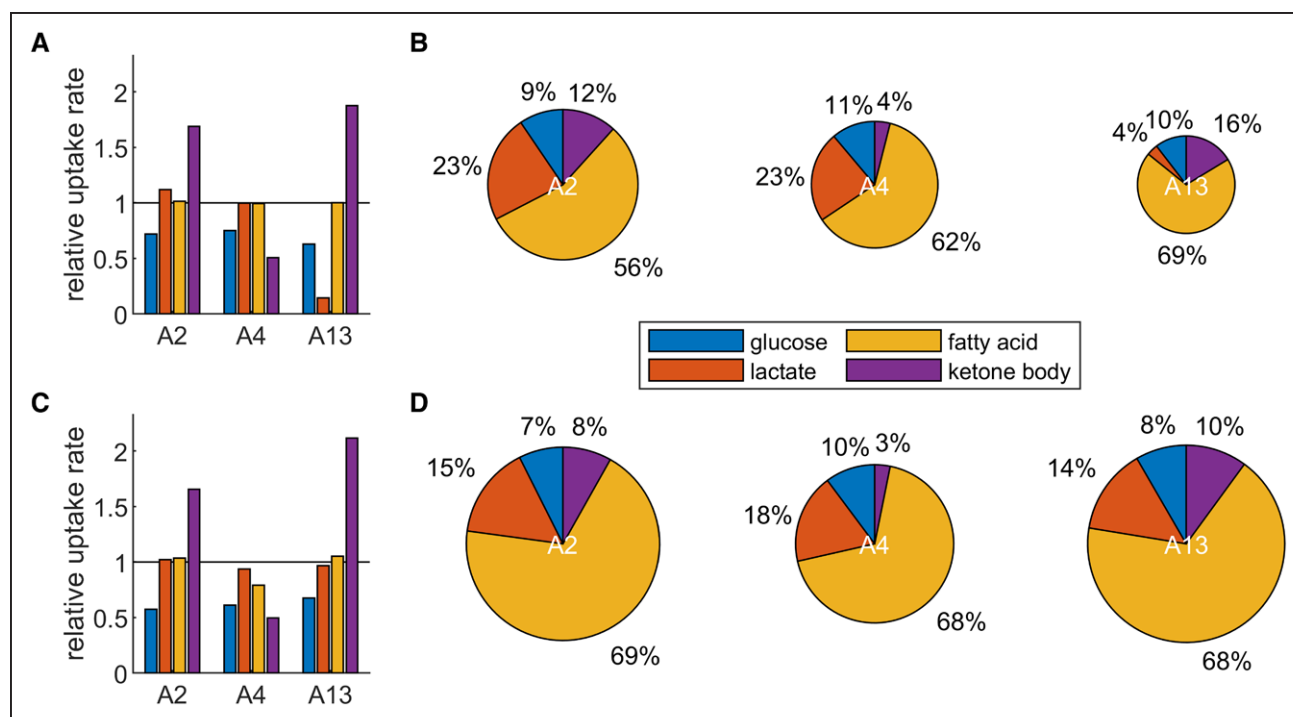 A
relative uptake rate
2
1.5
1
0.5
0
A2 A4 A13
B
9% 12%
23%
A2
56%
11% 4%
23%
A4
62%
4% 10% 16%
A13
69%
glucose fatty acid
lactate ketone body
C
relative uptake rate
2
1.5
1
0.5
0
A2 A4 A13
D
7% 8%
15%
A2
69%
10% 3%
18%
A4
68%
8% 10%
14%
A13
68%